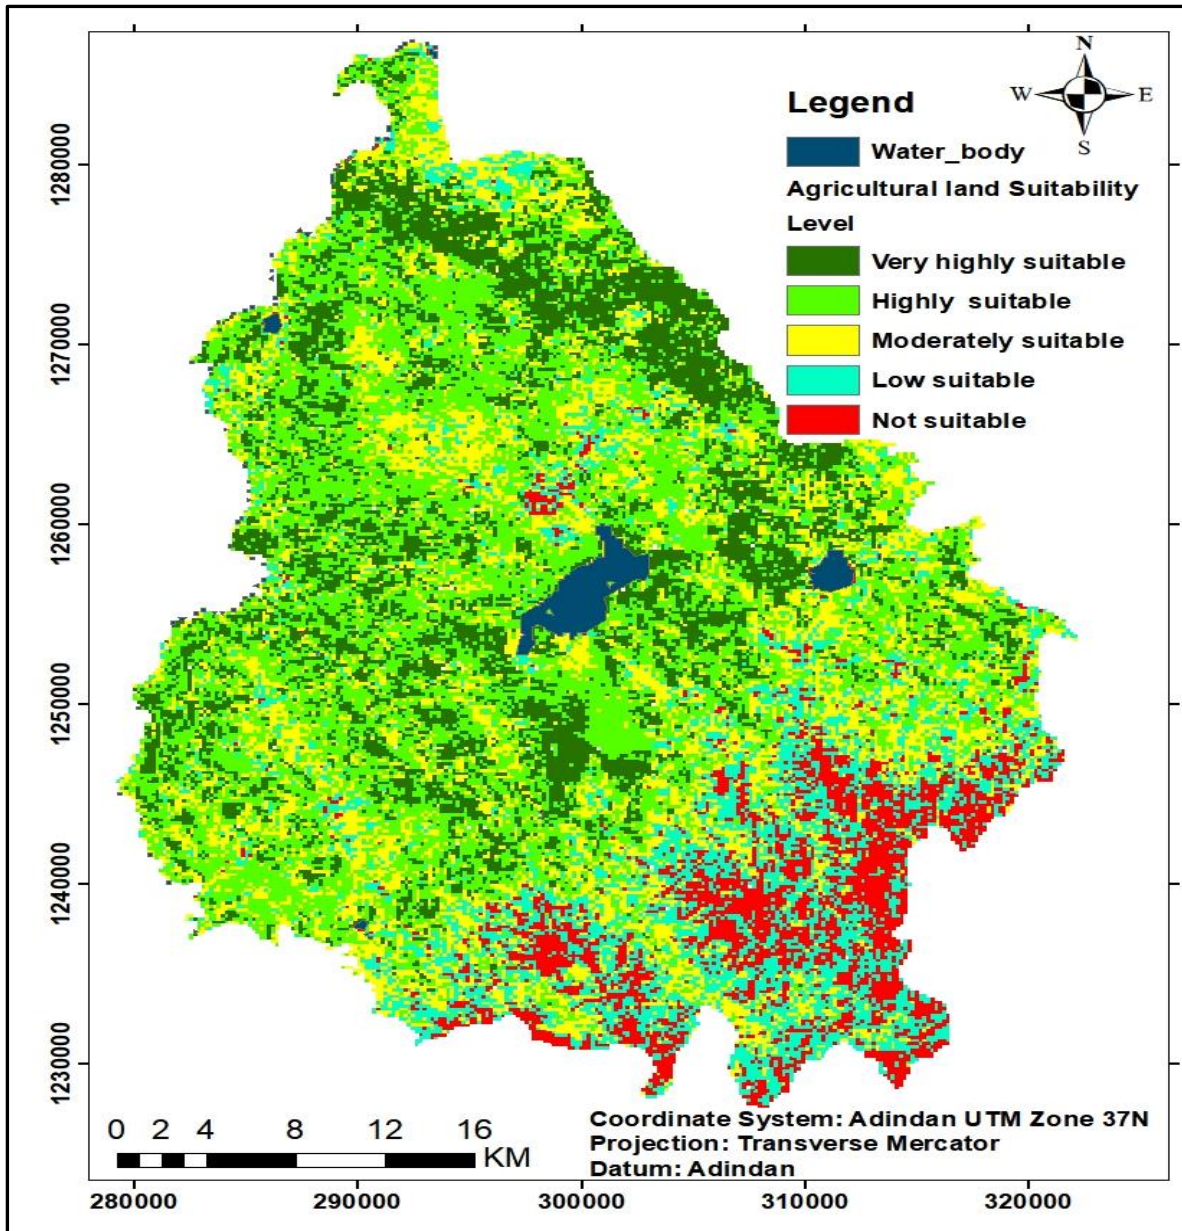 N
W E
S
Legend
Water_body
Agricultural land Suitability
Level
Very highly suitable
Highly suitable
Moderately suitable
Low suitable
Not suitable
1280000
1270000
1260000
1250000
1240000
1230000
0 2 4 8 12 16
KM
Coordinate System: Adindan UTM Zone 37N
Projection: Transverse Mercator
Datum: Adindan
280000 290000 300000 310000 320000